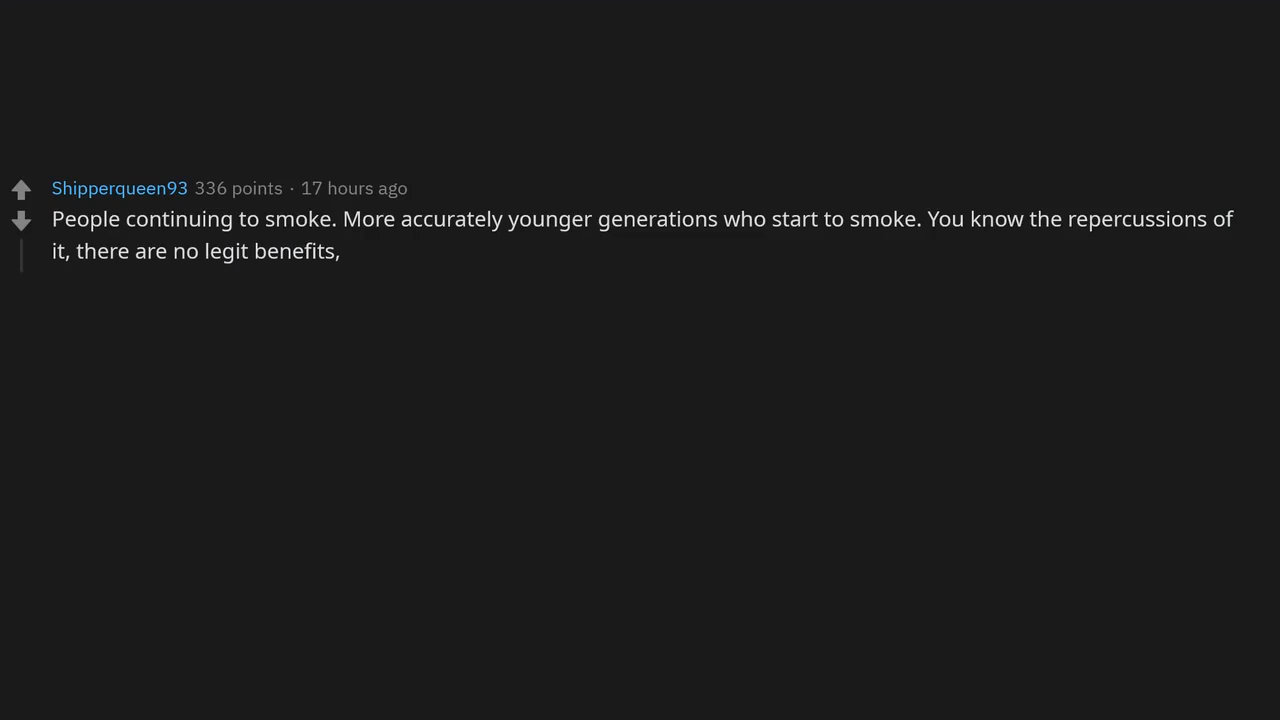 Shipperqueen93 336 points · 17 hours ago
People continuing to smoke. More accurately younger generations who start to smoke. You know the repercussions of
it, there are no legit benefits,